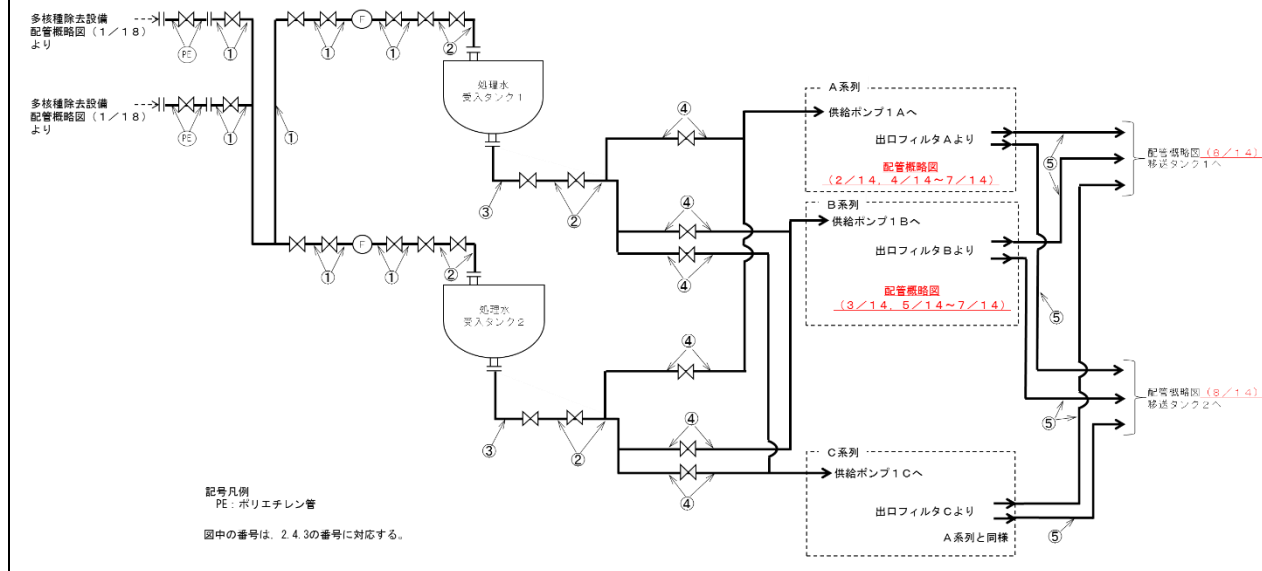 多核種除去設備
配管概略図（1／18）
より
PE
①
①
F
①
②
処理水
受入タンク1
多核種除去設備
配管概略図（1／18）
より
PE
①
①
③
②
④
④
④
A系列
供給ポンプ1Aへ
出口フィルタAより
配管概略図
（2／14，4／14～7／14）
⑤
配管概略図（8／14）
移送タンク1へ
B系列
供給ポンプ1Bへ
出口フィルタBより
配管概略図
（3／14，5／14～7／14）
⑤
F
①
①
②
処理水
受入タンク2
③
②
④
④
④
⑤
⑤
配管概略図（8／14）
移送タンク2へ
C系列
供給ポンプ1Cへ
出口フィルタCより
A系列と同様
⑤
記号凡例
PE：ポリエチレン管
図中の番号は，2.4.3の番号に対応する。